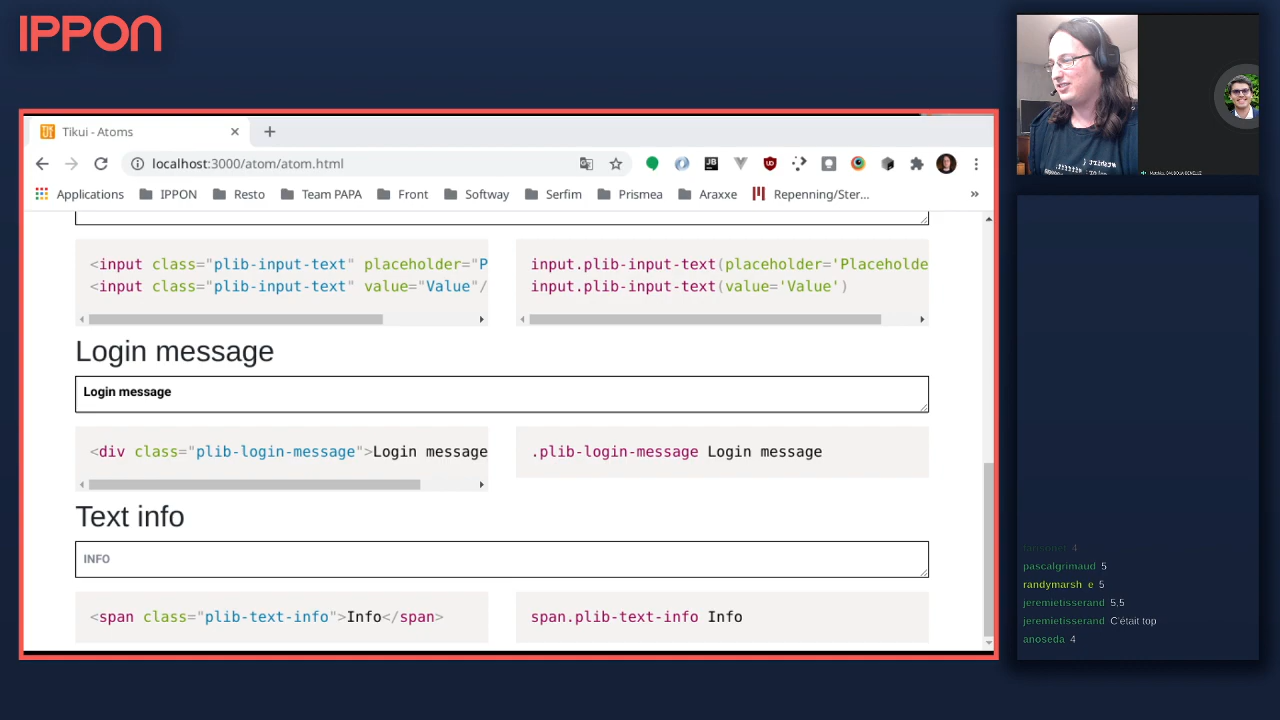 IPPON
Tikui - Atoms
localhost:3000/atom/atom.html
Applications IPPON Resto Team PAPA Front Softway Serfim Prismea Araxxe Repenning/Ster... »
<input class="plib-input-text" placeholder="P
<input class="plib-input-text" value="Value"/
input.plib-input-text(placeholder='Placeholde
input.plib-input-text(value='Value')
Login message
Login message
<div class="plib-login-message">Login message
.plib-login-message Login message
Text info
INFO
<span class="plib-text-info">Info</span>
span.plib-text-info Info
4
pascalgrimaud 5
randymarsh_e 5
jeremietisserand 5,5
jeremietisserand C'était top
anoseda 4